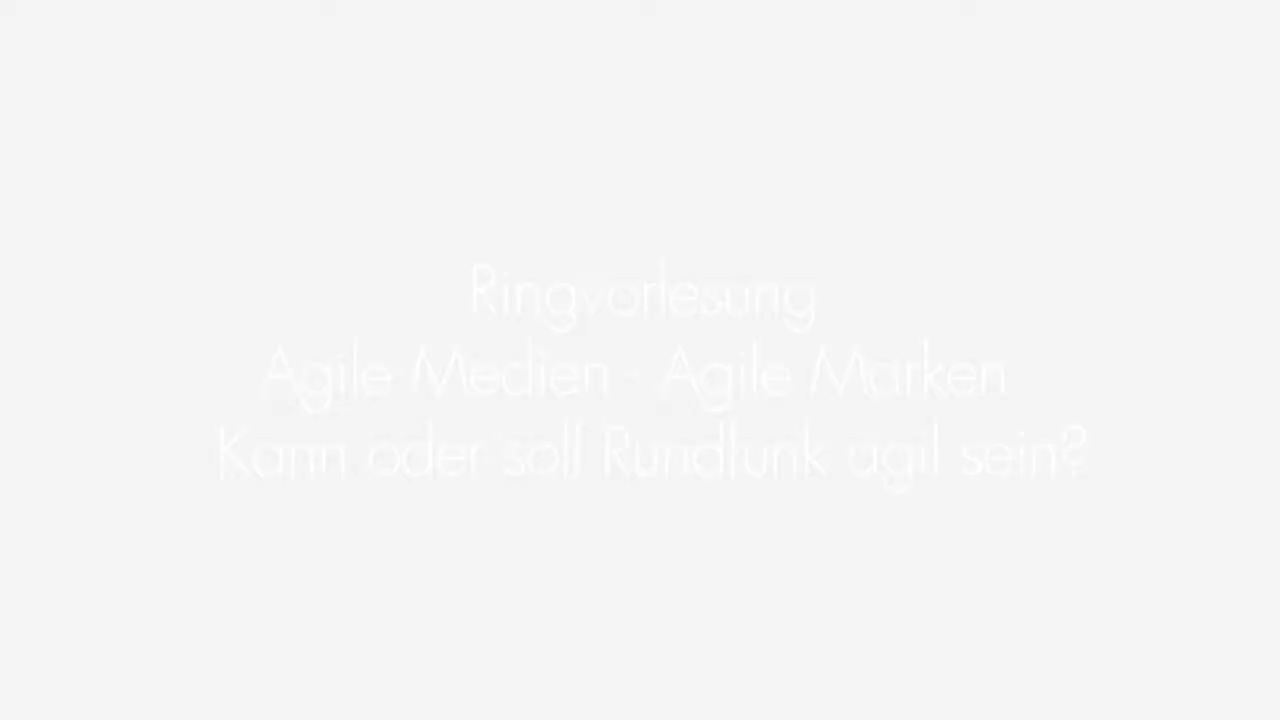 Ringvorlesung
Agile Medien - Agile Marken
Kann oder soll Rundfunk agil sein?